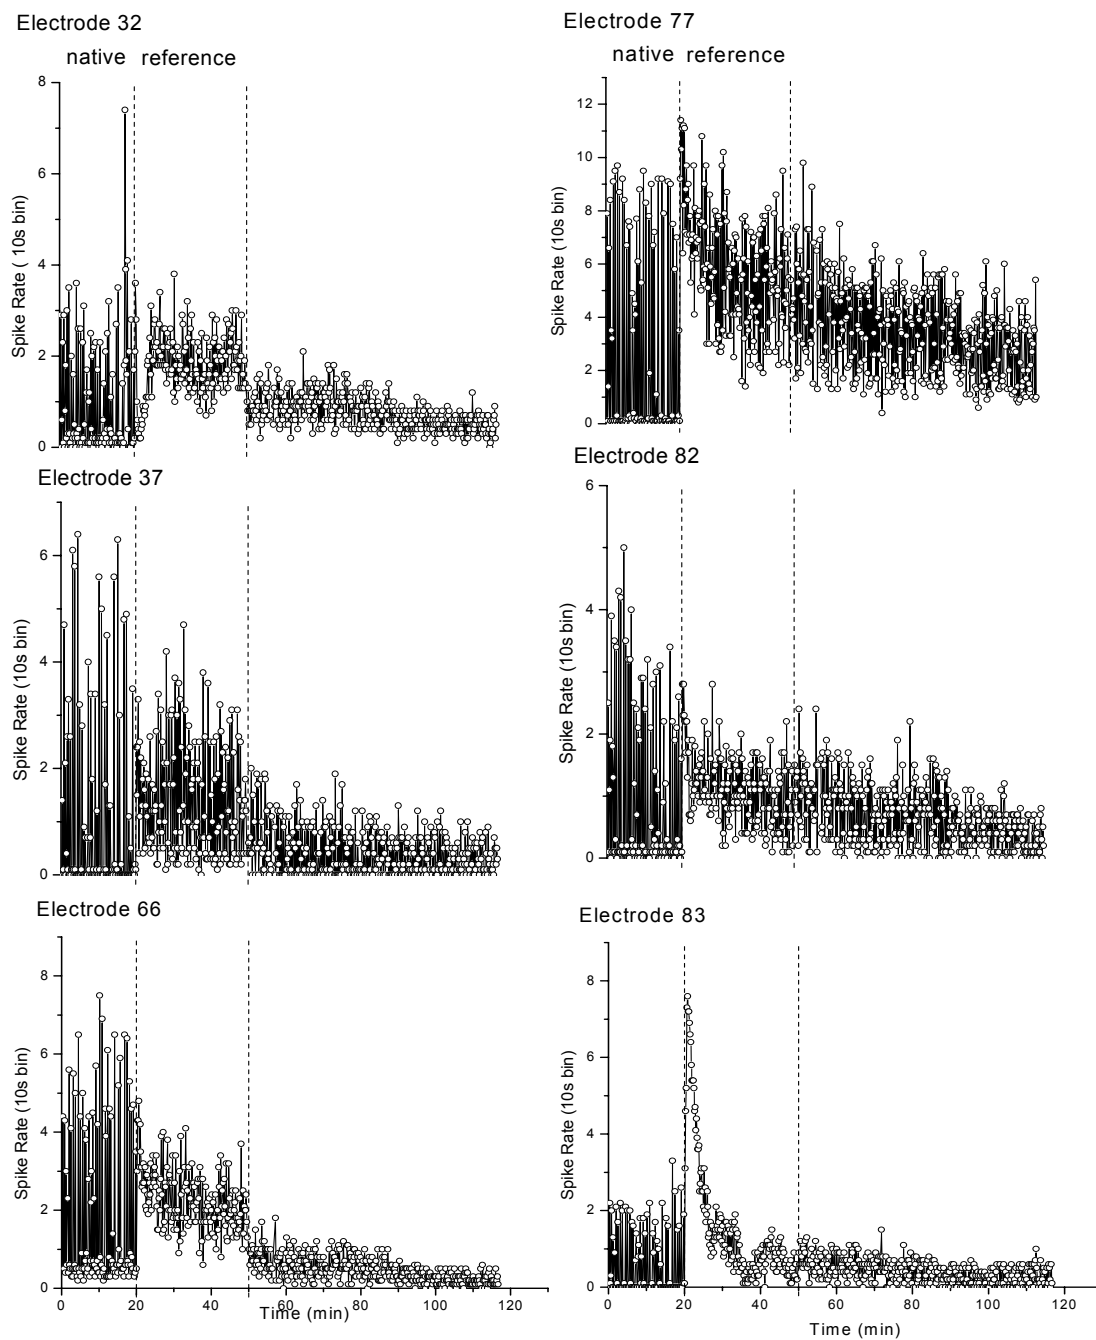 Electrode 32
native reference
8
6
4
2
0
Spike Rate ( 10s bin)
Electrode 77
native reference
12
10
8
6
4
2
0
Spike Rate (10s bin)
Electrode 37
6
4
2
0
Spike Rate (10s bin)
Electrode 82
6
4
2
0
Spike Rate (10s bin)
Electrode 66
8
6
4
2
0
Spike Rate (10s bin)
0 20 40 60 80 100 120
Time (min)
Electrode 83
8
6
4
2
0
Spike Rate (10s bin)
0 20 40 60 80 100 120
Time (min)